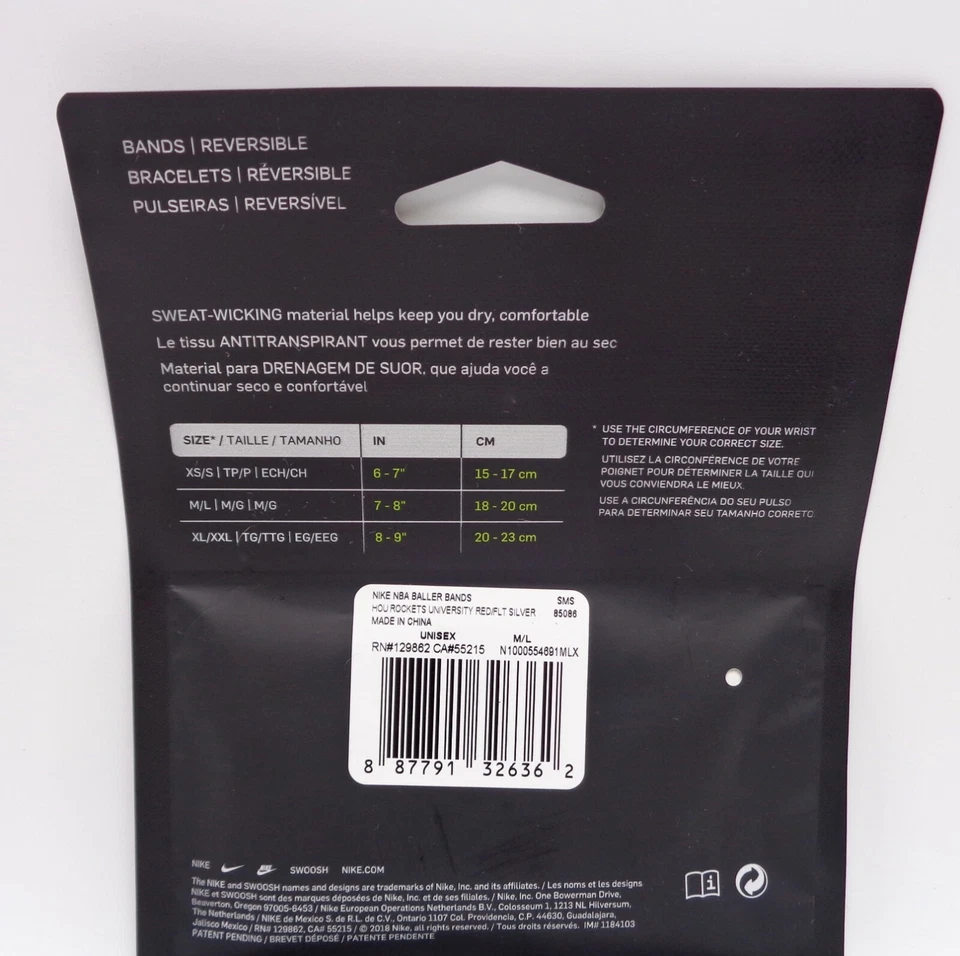 BANDS | REVERSIBLE
BRACELETS | RÉVERSIBLE
PULSEIRAS | REVERSÍVEL
SWEAT-WICKING material helps keep you dry, comfortable
Le tissu ANTITRANSPIRANT vous permet de rester bien au sec
Material para DRENAGEM DE SUOR, que ajuda você a
continuar seco e confortável
SIZE* / TAILLE / TAMANHO IN CM
XS/S | TP/P | ECH/CH 6 - 7" 15 - 17 cm
M/L | M/G | M/G 7 - 8" 18 - 20 cm
XL/XXL | TG/TTG | EG/EEG 8 - 9" 20 - 23 cm
* USE THE CIRCUMFERENCE OF YOUR WRIST
TO DETERMINE YOUR CORRECT SIZE.
UTILISEZ LA CIRCONFÉRENCE DE VOTRE
POIGNET POUR DÉTERMINER LA TAILLE QUI
VOUS CONVIENDRA LE MIEUX.
USE A CIRCUNFERÊNCIA DO SEU PULSO
PARA DETERMINAR SEU TAMANHO CORRETO.
NIKE NBA BALLER BANDS SMS
HOU ROCKETS UNIVERSITY RED/FLT SILVER 85086
MADE IN CHINA
UNISEX M/L
RN#129862 CA#55215 N1000554691MLX
8 87791 32636 2
NIKE SWOOSH NIKE.COM
The NIKE and SWOOSH names and designs are trademarks of Nike, Inc. and its affiliates. / Les noms et les designs
NIKE et SWOOSH sont des marques déposées de Nike, Inc. et de ses filiales. / Nike, Inc. One Bowerman Drive,
Beaverton, Oregon 97005-6453 / Nike European Operations Netherlands B.V., Colosseum 1, 1213 NL Hilversum,
The Netherlands / NIKE de Mexico S. de R.L. de C.V., Ontario 1107 Col. Providencia, C.P. 44630, Guadalajara,
Jalisco Mexico / RN# 129862, CA# 55215 / © 2018 Nike, all rights reserved. / Tous droits réservés. IM# 1184103
PATENT PENDING / BREVET DÉPOSÉ / PATENTE PENDENTE